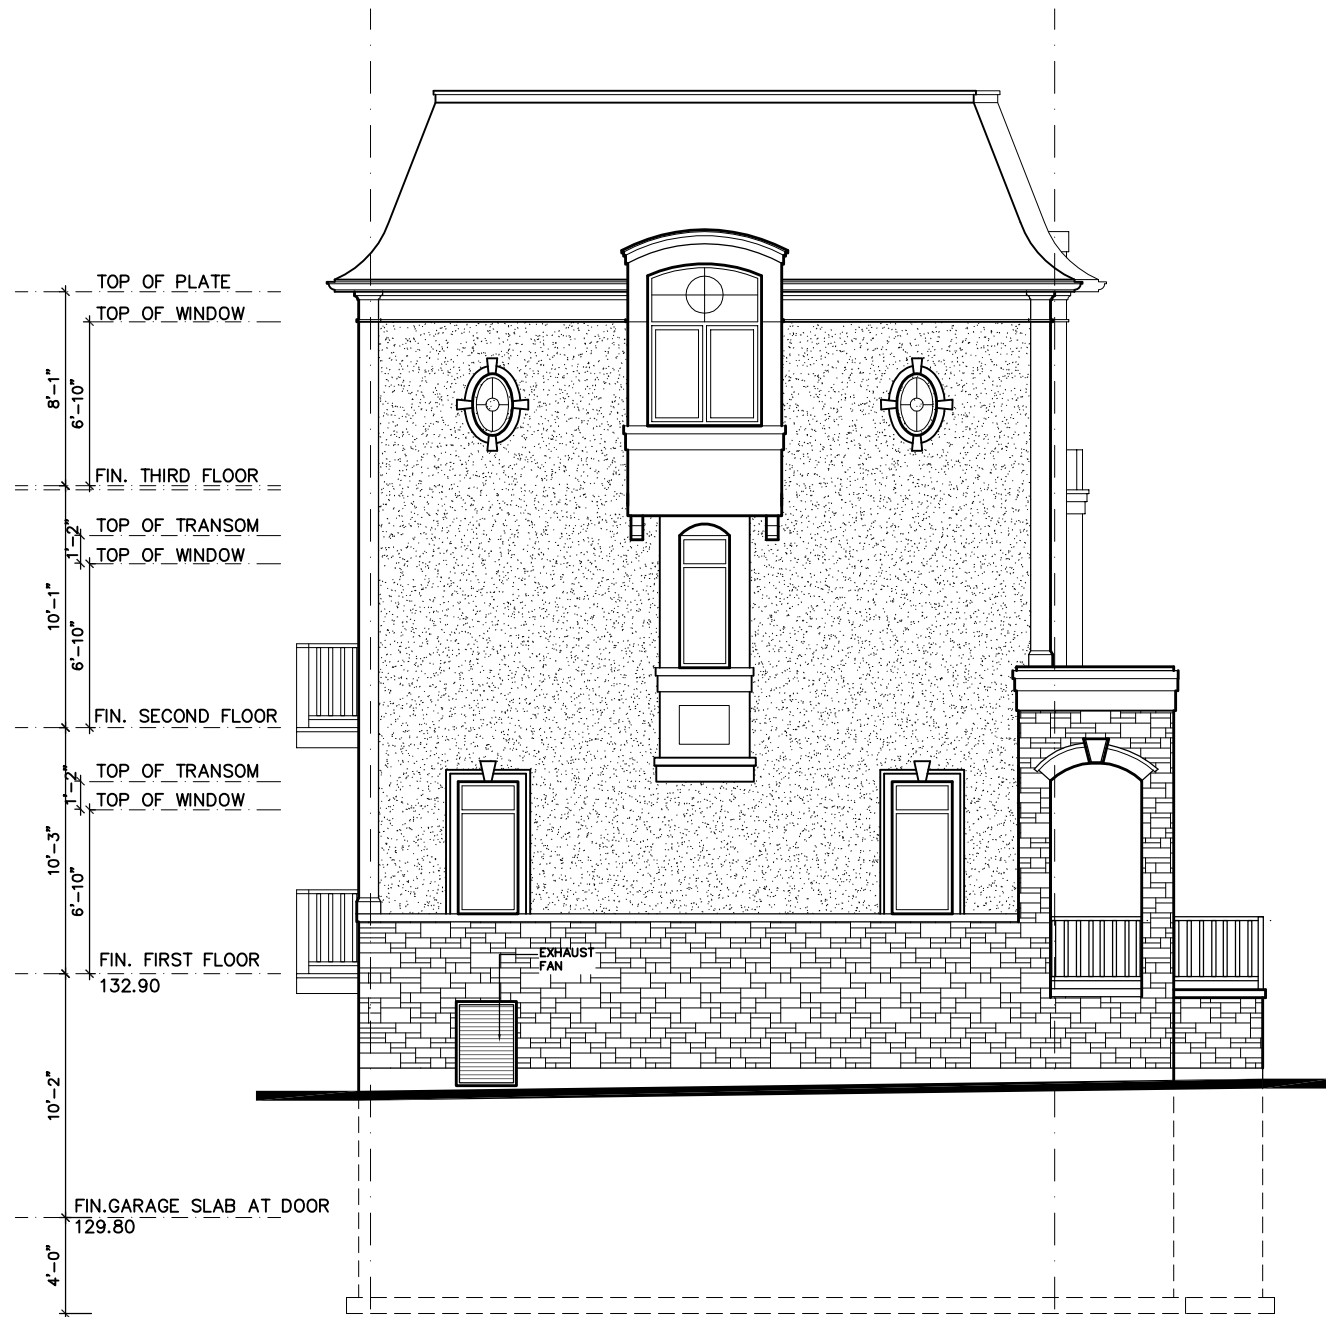 TOP OF PLATE
TOP OF WINDOW
8'-1"
6'-10"
FIN. THIRD FLOOR
TOP OF TRANSOM
1'-2"
TOP OF WINDOW
10'-1"
6'-10"
FIN. SECOND FLOOR
TOP OF TRANSOM
1'-2"
TOP OF WINDOW
10'-3"
6'-10"
EXHAUST
FAN
FIN. FIRST FLOOR
132.90
10'-2"
FIN.GARAGE SLAB AT DOOR
129.80
4'-0"